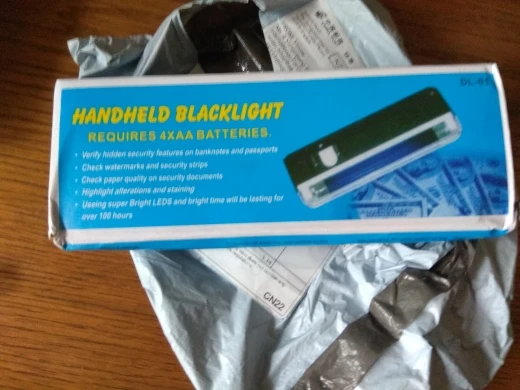 HANDHELD BLACKLIGHT
REQUIRES 4XAA BATTERIES.
• Verify hidden security features on banknotes and passports
• Check watermarks and security strips
• Check paper quality on security documents
• Highlight alterations and staining
• Useing super Bright LEDS and bright time will be lasting for
over 100 hours
CN22